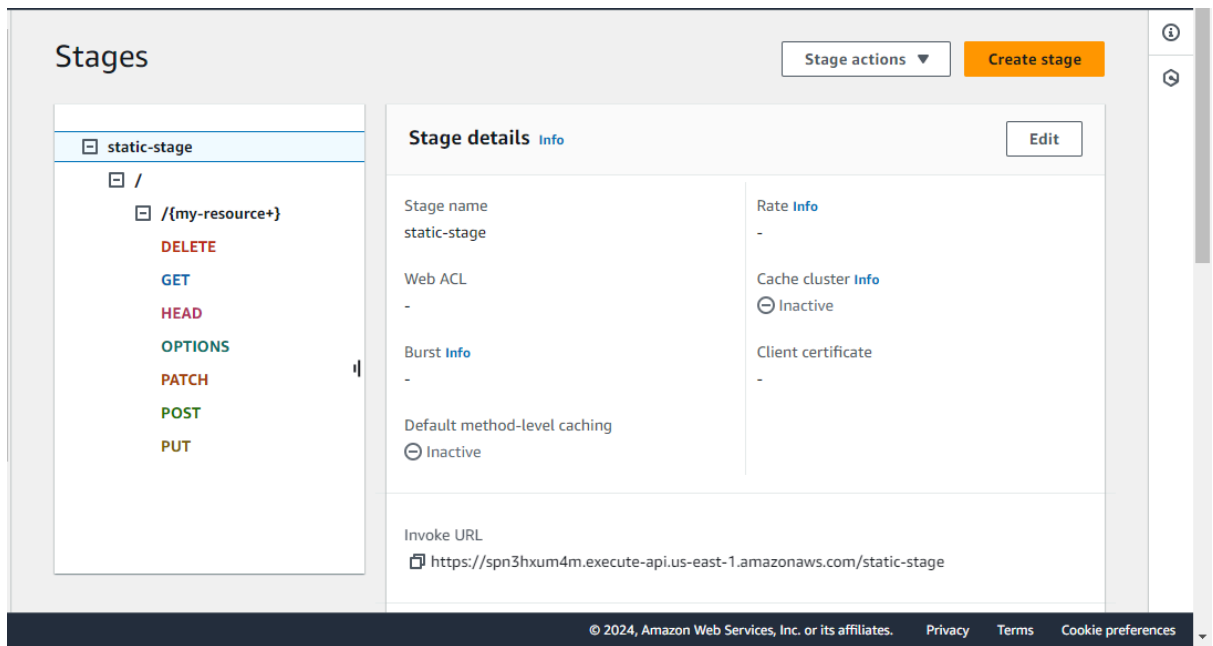 Stages
Stage actions
Create stage
static-stage
/
/{my-resource+}
DELETE
GET
HEAD
OPTIONS
PATCH
POST
PUT
Stage details Info
Edit
Stage name
static-stage
Rate Info
-
Web ACL
-
Cache cluster Info
Inactive
Burst Info
-
Client certificate
-
Default method-level caching
Inactive
Invoke URL
https://spn3hxum4m.execute-api.us-east-1.amazonaws.com/static-stage
© 2024, Amazon Web Services, Inc. or its affiliates. Privacy Terms Cookie preferences